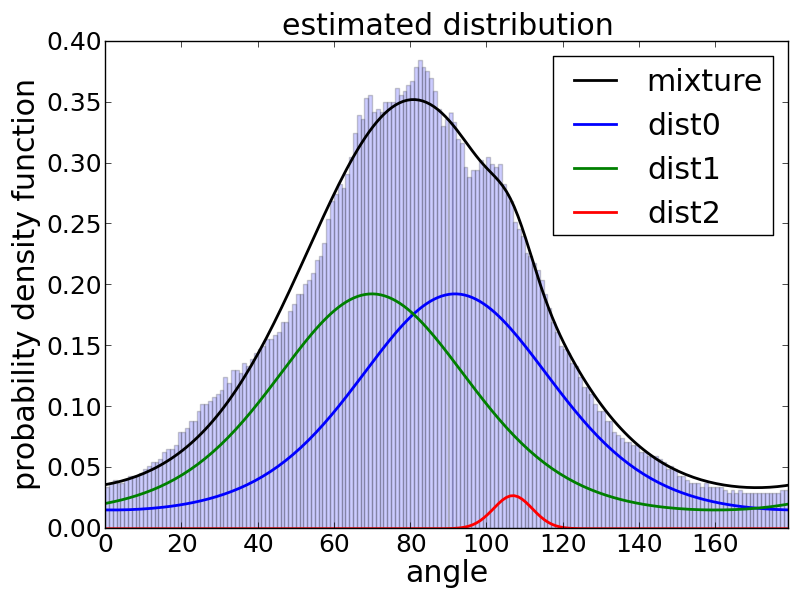 estimated distribution
probability density function
0.40
0.35
0.30
0.25
0.20
0.15
0.10
0.05
0.00
mixture
dist0
dist1
dist2
0 20 40 60 80 100 120 140 160
angle